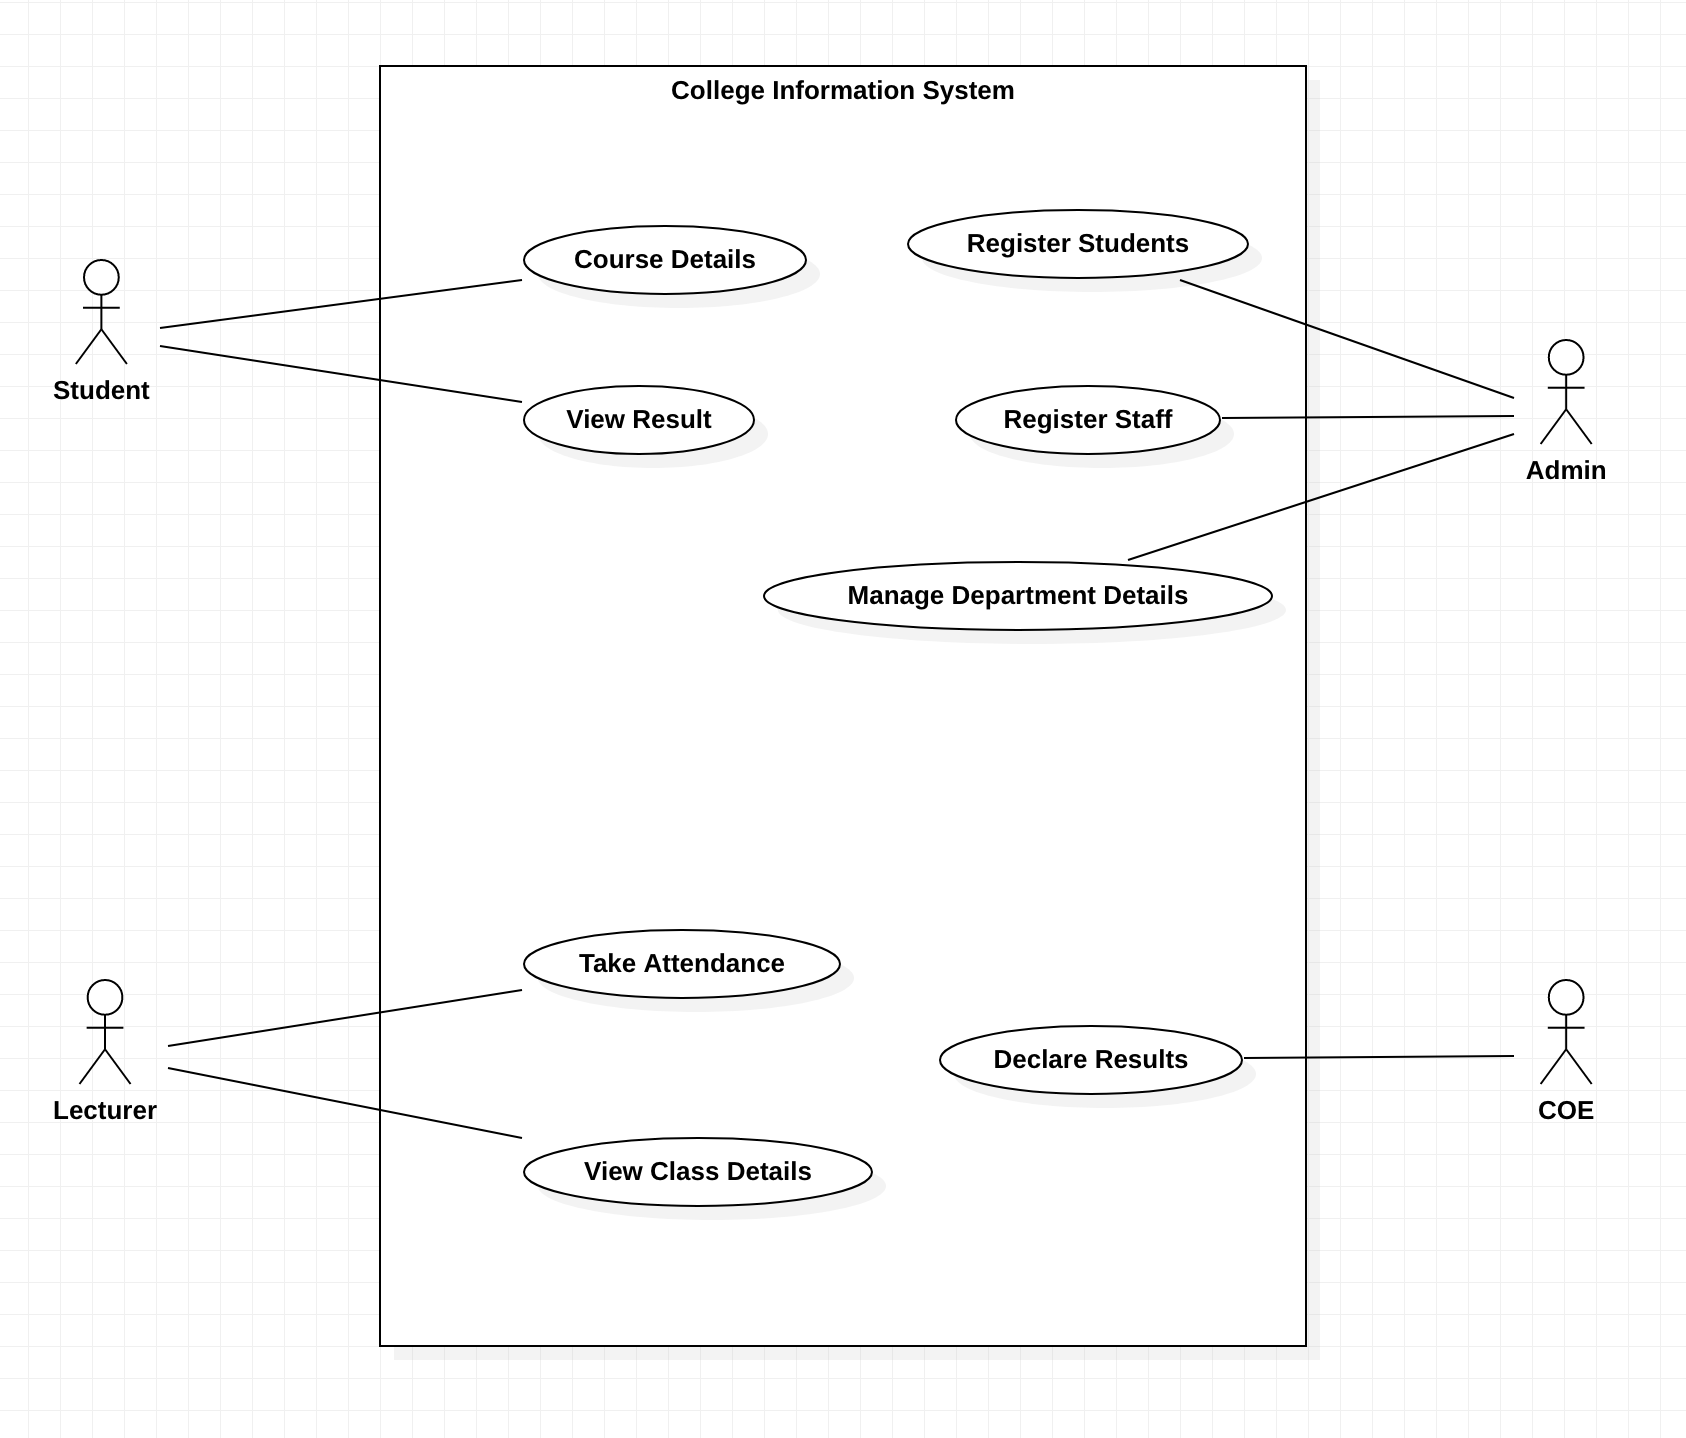 College Information System
Course Details
Register Students
Student
View Result
Register Staff
Admin
Manage Department Details
Take Attendance
Declare Results
Lecturer
COE
View Class Details